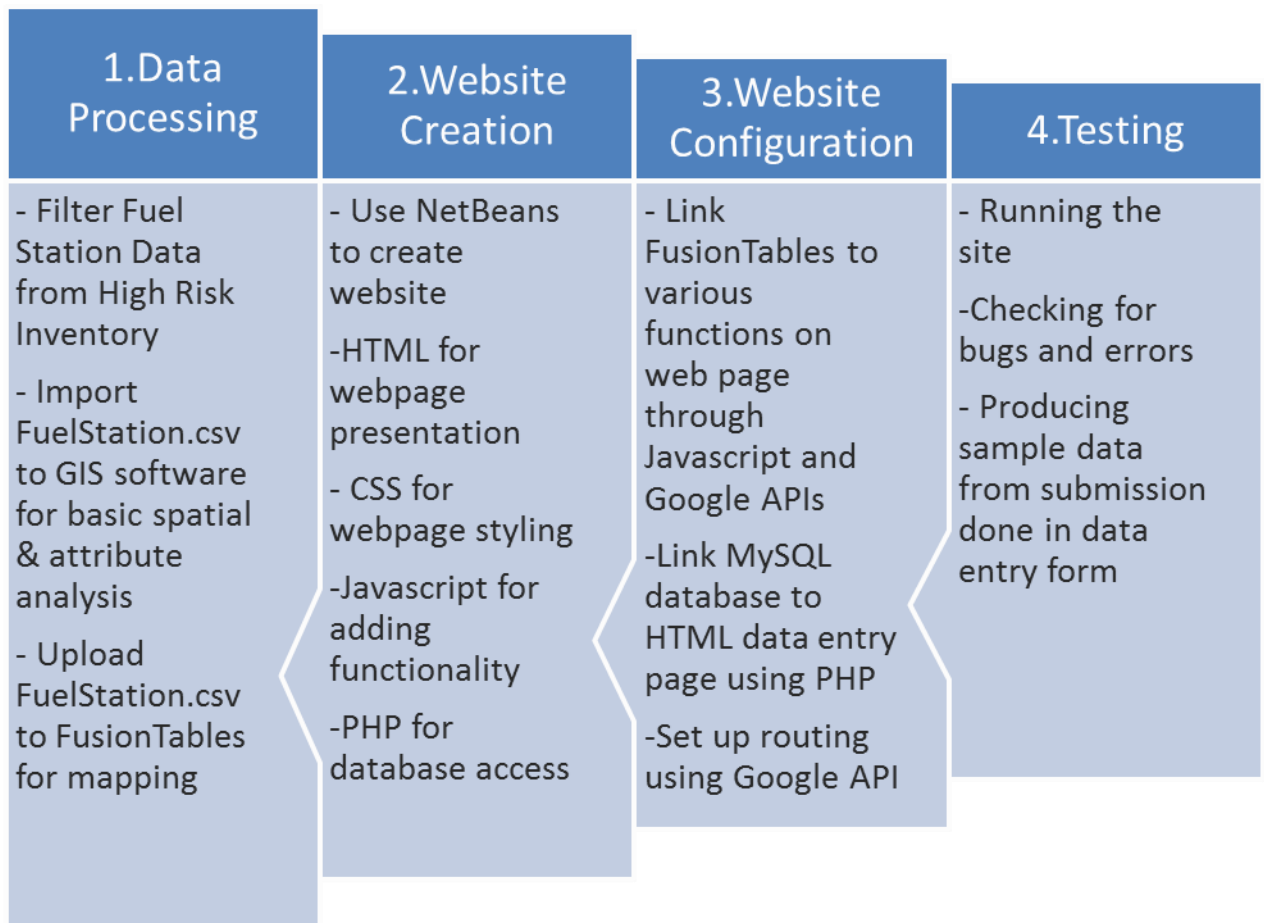 1.Data
Processing
- Filter Fuel
Station Data
from High Risk
Inventory
- Import
FuelStation.csv
to GIS software
for basic spatial
& attribute
analysis
- Upload
FuelStation.csv
to FusionTables
for mapping
2.Website
Creation
- Use NetBeans
to create
website
-HTML for
webpage
presentation
- CSS for
webpage styling
-Javascript for
adding
functionality
-PHP for
database access
3.Website
Configuration
- Link
FusionTables to
various
functions on
web page
through
Javascript and
Google APIs
-Link MySQL
database to
HTML data entry
page using PHP
-Set up routing
using Google API
4.Testing
- Running the
site
-Checking for
bugs and errors
- Producing
sample data
from submission
done in data
entry form